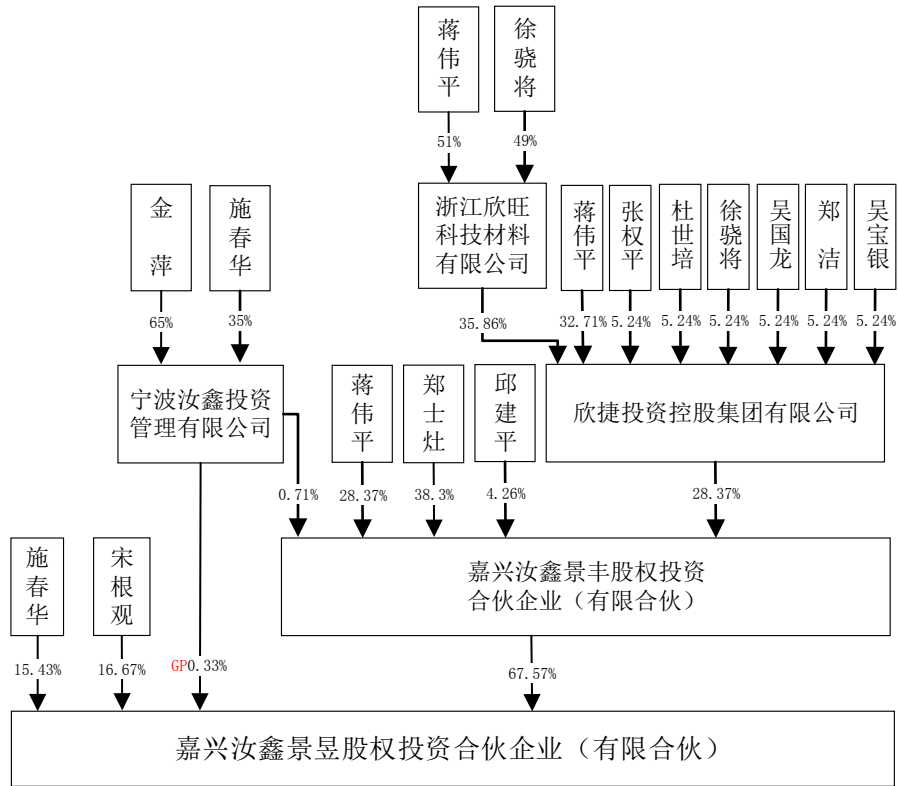 蒋伟平
徐骁将
51%
49%
金萍
施春华
浙江欣旺
科技材料
有限公司
蒋伟平
张权平
杜世培
徐骁将
吴国龙
郑洁
吴宝银
65%
35%
35.86%
32.71%
5.24%
5.24%
5.24%
5.24%
5.24%
5.24%
宁波汝鑫投资
管理有限公司
蒋伟平
郑士灶
邱建平
欣捷投资控股集团有限公司
0.71%
28.37%
38.3%
4.26%
28.37%
施春华
宋根观
嘉兴汝鑫景丰股权投资
合伙企业（有限合伙）
15.43%
16.67%
GP0.33%
67.57%
嘉兴汝鑫景昱股权投资合伙企业（有限合伙）